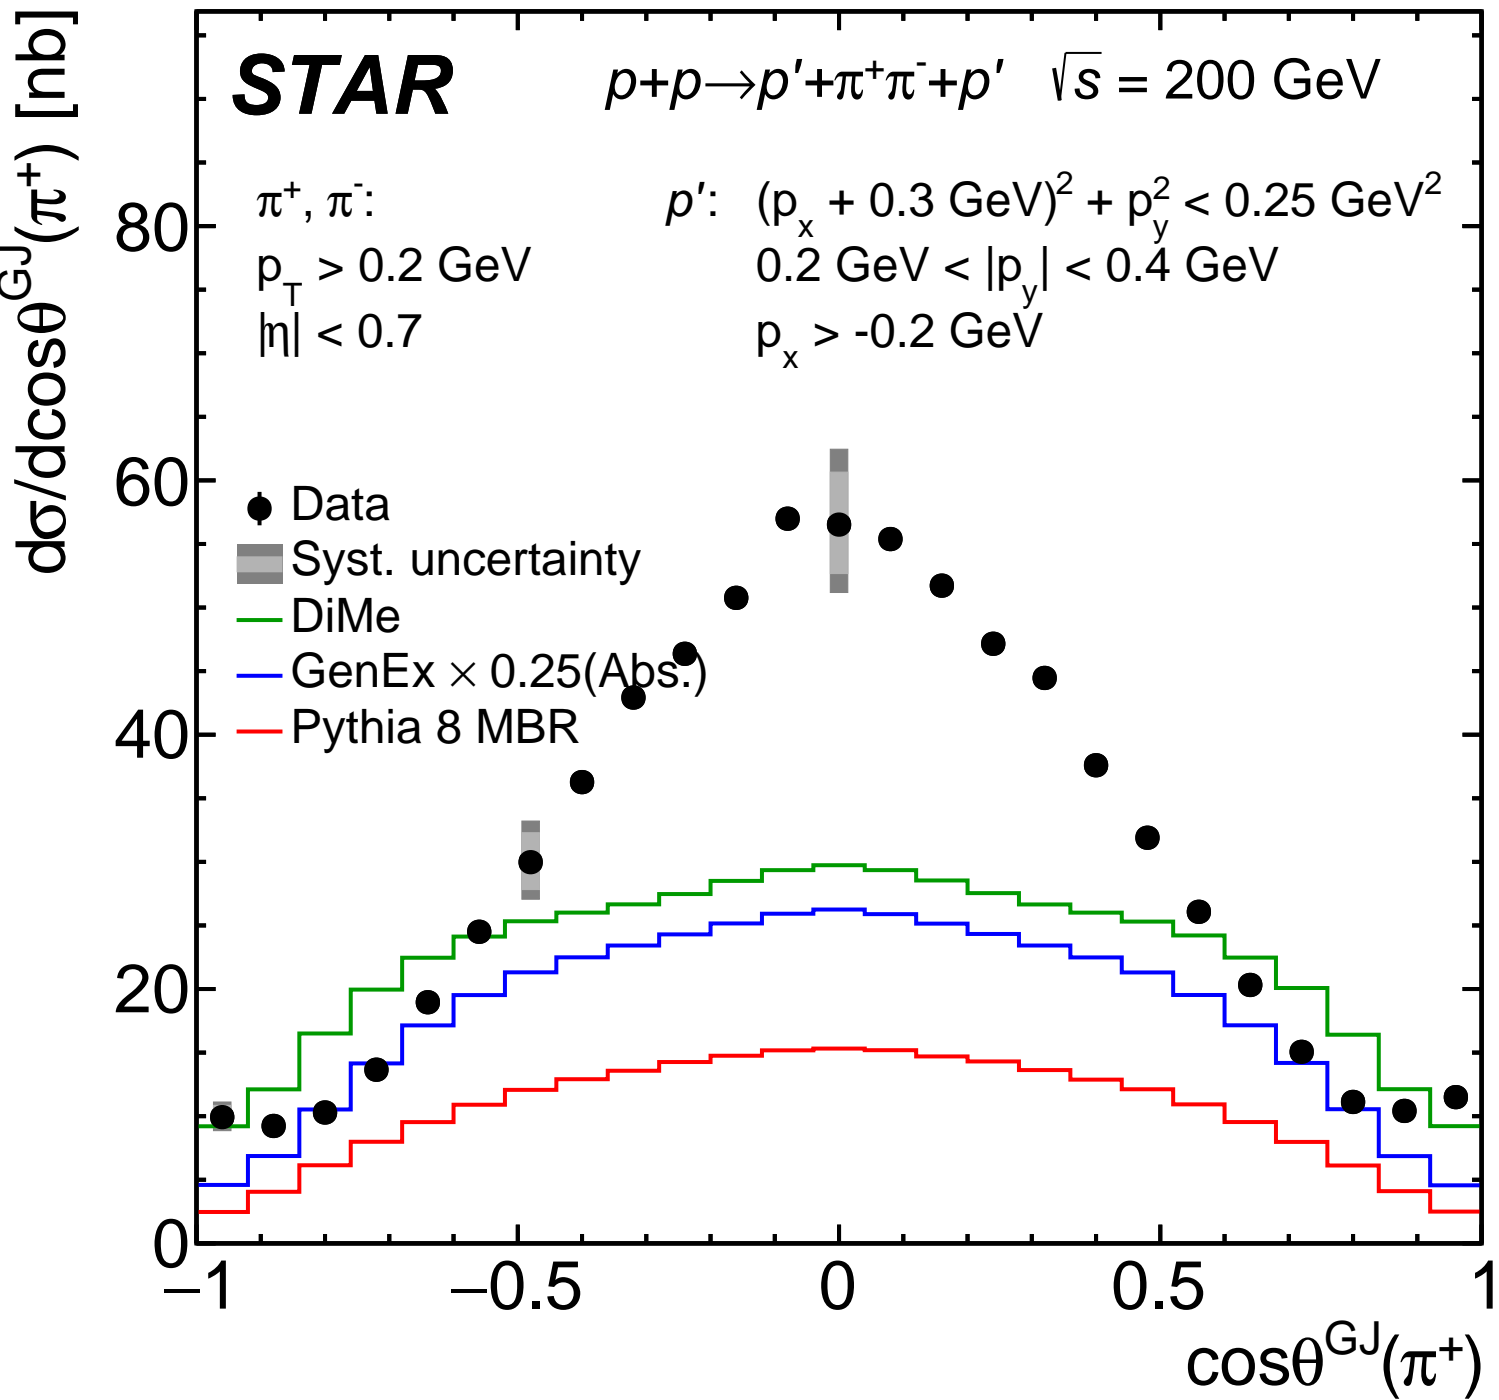 STAR p+p→p′+π⁺π⁻+p′ √s = 200 GeV
π⁺, π⁻: p′: (pₓ + 0.3 GeV)² + p_y² < 0.25 GeV²
p_T > 0.2 GeV 0.2 GeV < |p_y| < 0.4 GeV
|η| < 0.7 pₓ > -0.2 GeV
dσ/dcosθ^GJ(π⁺) [nb]
80
60
40
20
0
Data
Syst. uncertainty
DiMe
GenEx × 0.25(Abs.)
Pythia 8 MBR
−1 −0.5 0 0.5 1
cosθ^GJ(π⁺)